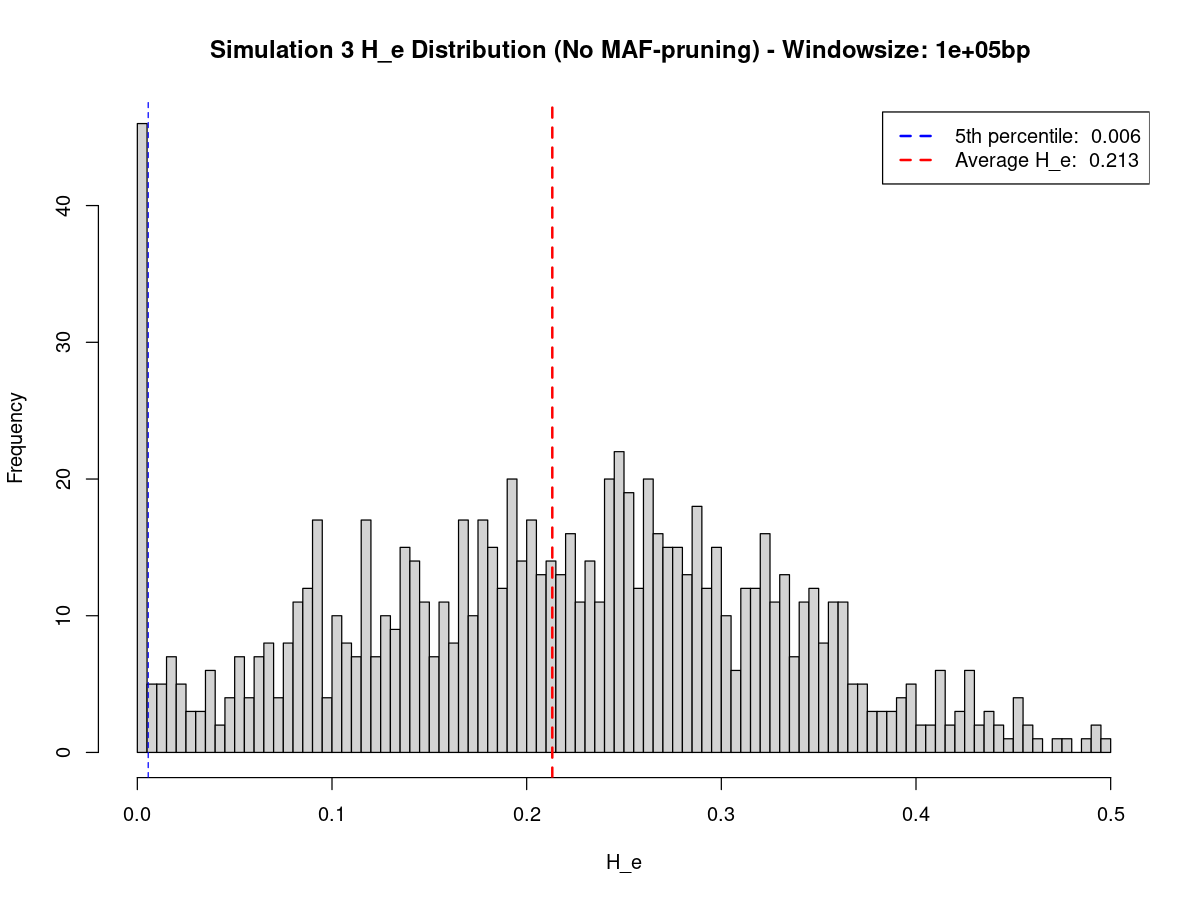 Simulation 3 H_e Distribution (No MAF-pruning) - Windowsize: 1e+05bp
5th percentile:  0.006
Average H_e:  0.213
Frequency
40
30
20
10
0
0.0 0.1 0.2 0.3 0.4 0.5
H_e